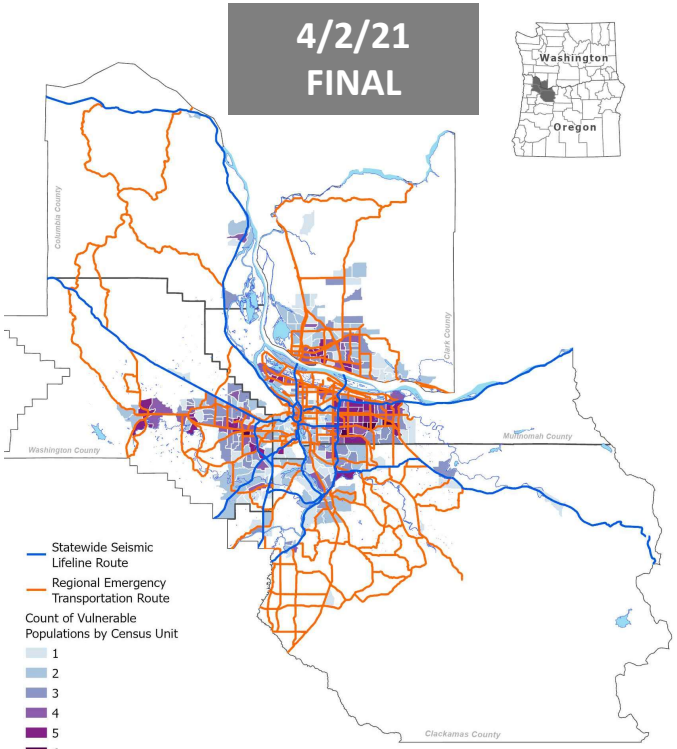 4/2/21
FINAL
Washington
Oregon
Columbia County
Clark County
Washington County
Multnomah County
Statewide Seismic
Lifeline Route
Regional Emergency
Transportation Route
Count of Vulnerable
Populations by Census Unit
1
2
3
4
5
Clackamas County